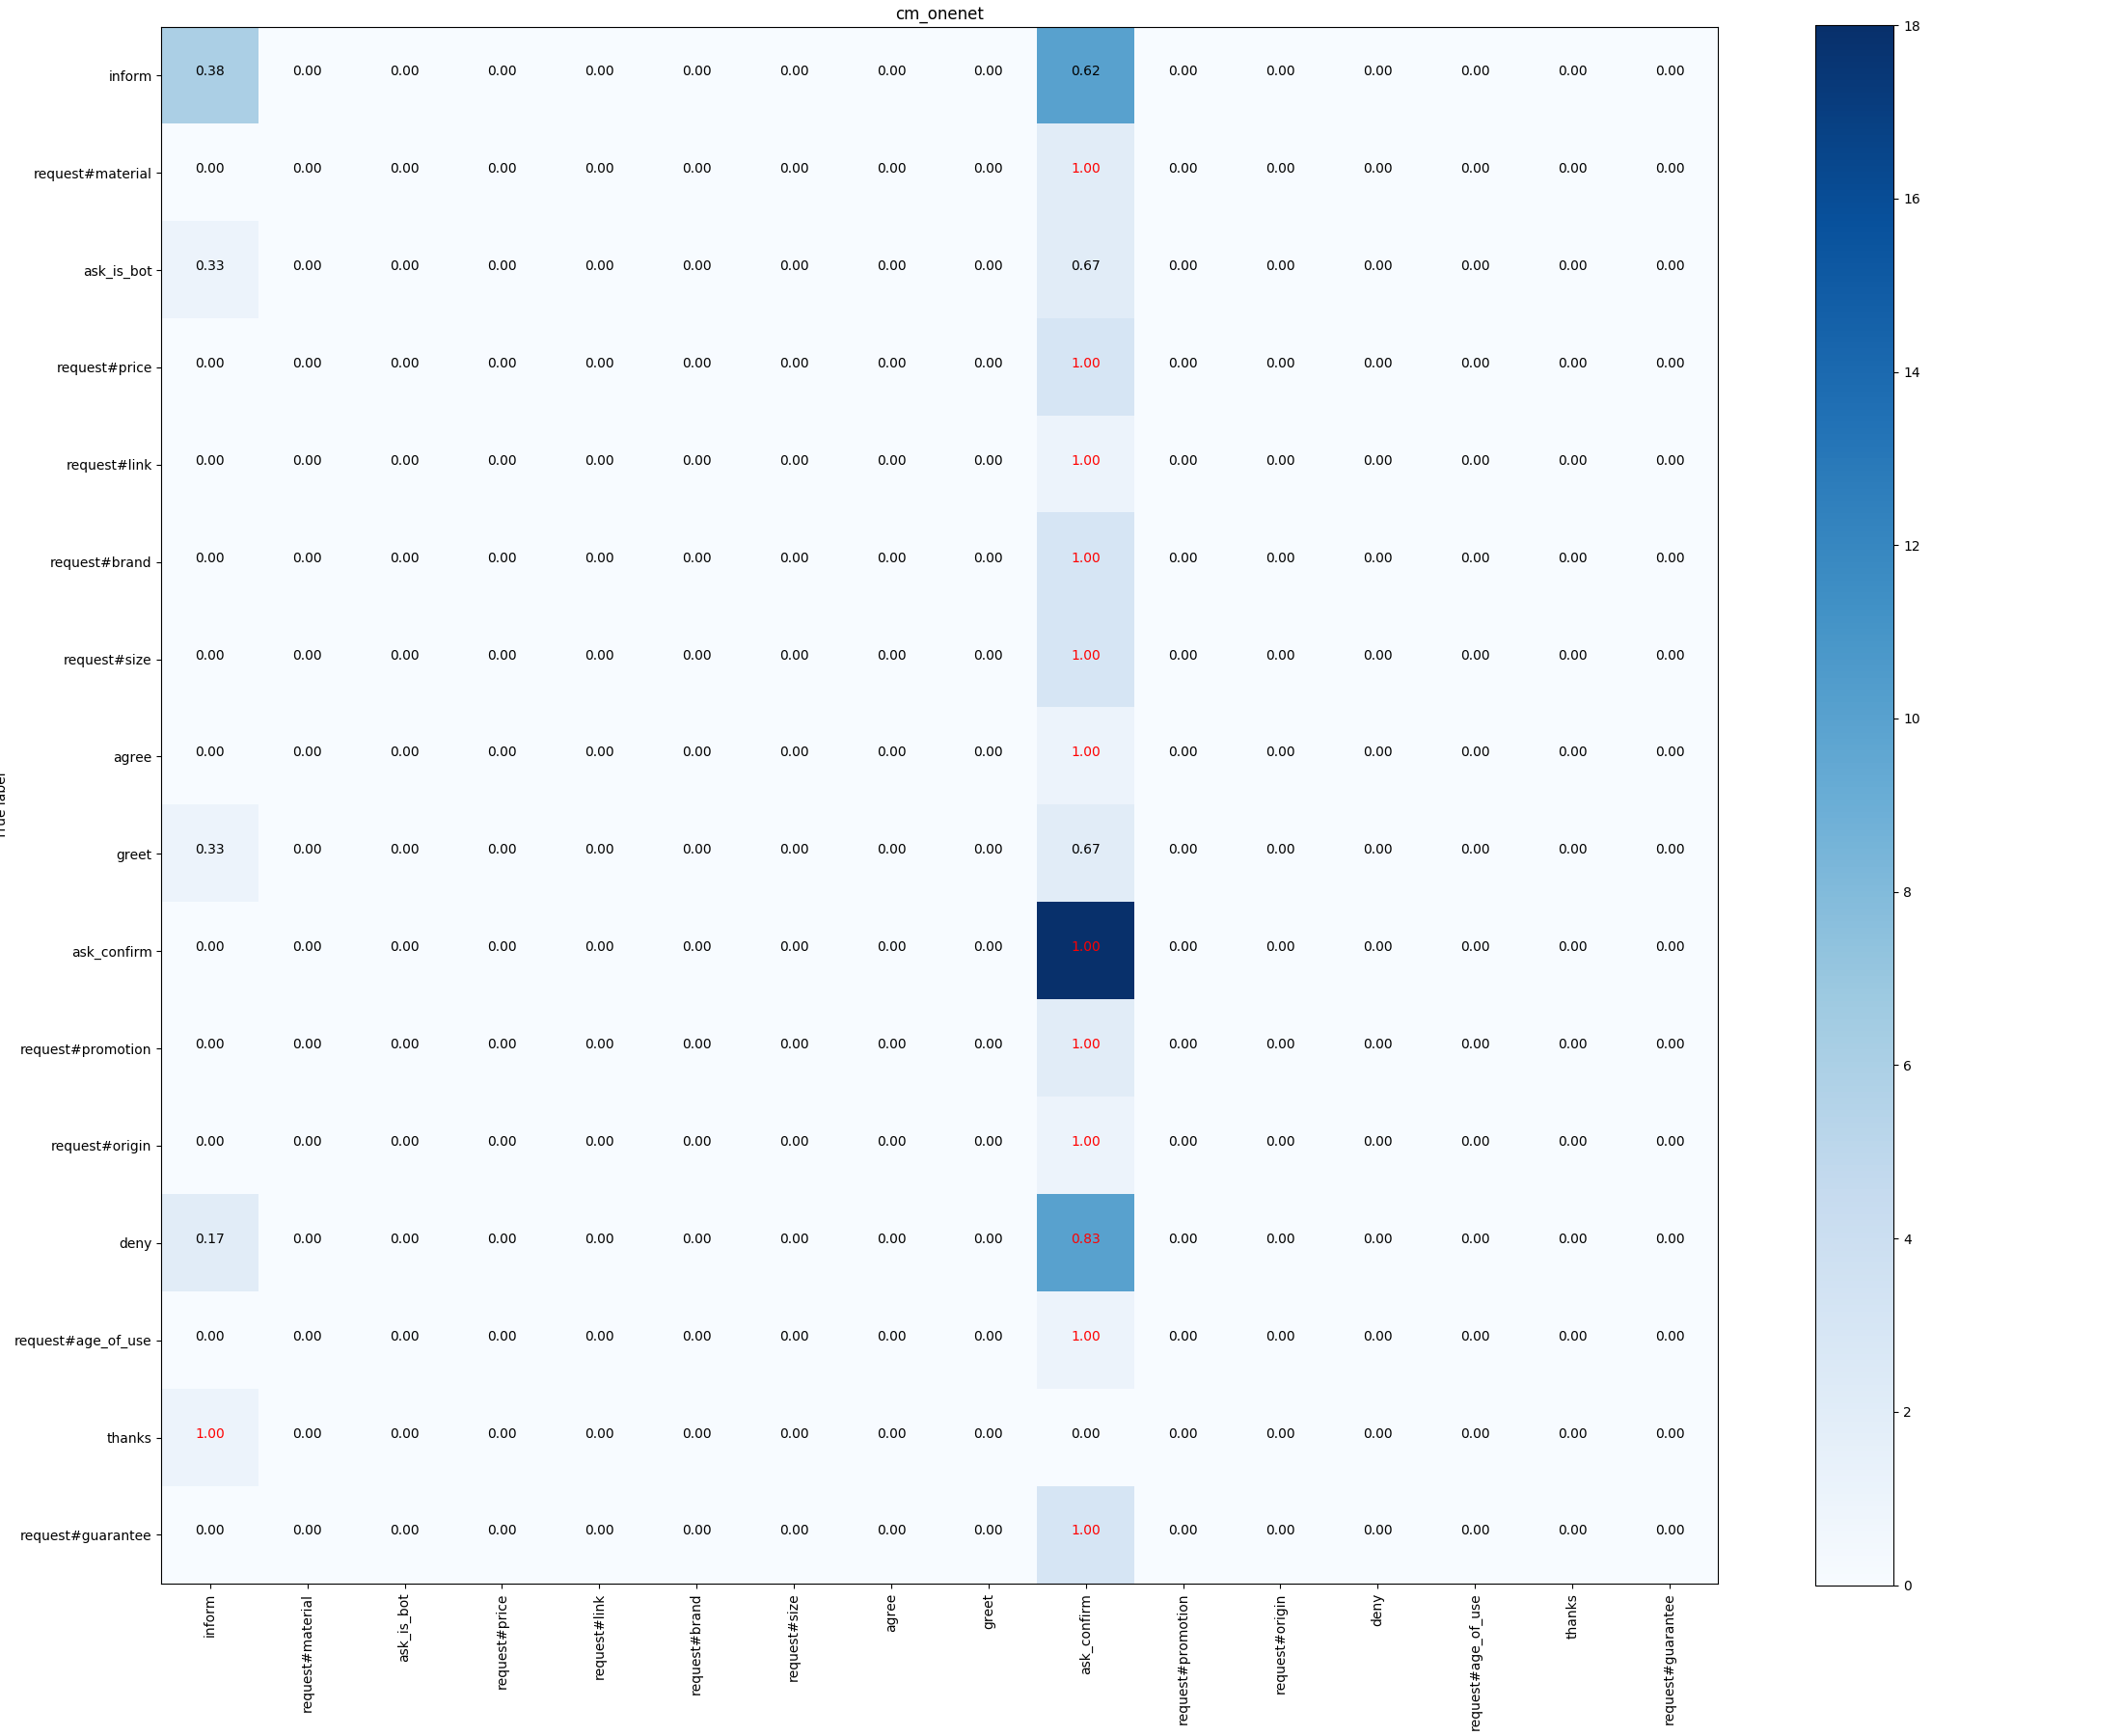 cm_onenet
inform 0.38 0.00 0.00 0.00 0.00 0.00 0.00 0.00 0.00 0.62 0.00 0.00 0.00 0.00 0.00 0.00
request#material 0.00 0.00 0.00 0.00 0.00 0.00 0.00 0.00 0.00 1.00 0.00 0.00 0.00 0.00 0.00 0.00
ask_is_bot 0.33 0.00 0.00 0.00 0.00 0.00 0.00 0.00 0.00 0.67 0.00 0.00 0.00 0.00 0.00 0.00
request#price 0.00 0.00 0.00 0.00 0.00 0.00 0.00 0.00 0.00 1.00 0.00 0.00 0.00 0.00 0.00 0.00
request#link 0.00 0.00 0.00 0.00 0.00 0.00 0.00 0.00 0.00 1.00 0.00 0.00 0.00 0.00 0.00 0.00
request#brand 0.00 0.00 0.00 0.00 0.00 0.00 0.00 0.00 0.00 1.00 0.00 0.00 0.00 0.00 0.00 0.00
request#size 0.00 0.00 0.00 0.00 0.00 0.00 0.00 0.00 0.00 1.00 0.00 0.00 0.00 0.00 0.00 0.00
agree 0.00 0.00 0.00 0.00 0.00 0.00 0.00 0.00 0.00 1.00 0.00 0.00 0.00 0.00 0.00 0.00
True label
greet 0.33 0.00 0.00 0.00 0.00 0.00 0.00 0.00 0.00 0.67 0.00 0.00 0.00 0.00 0.00 0.00
ask_confirm 0.00 0.00 0.00 0.00 0.00 0.00 0.00 0.00 0.00 1.00 0.00 0.00 0.00 0.00 0.00 0.00
request#promotion 0.00 0.00 0.00 0.00 0.00 0.00 0.00 0.00 0.00 1.00 0.00 0.00 0.00 0.00 0.00 0.00
request#origin 0.00 0.00 0.00 0.00 0.00 0.00 0.00 0.00 0.00 1.00 0.00 0.00 0.00 0.00 0.00 0.00
deny 0.17 0.00 0.00 0.00 0.00 0.00 0.00 0.00 0.00 0.83 0.00 0.00 0.00 0.00 0.00 0.00
request#age_of_use 0.00 0.00 0.00 0.00 0.00 0.00 0.00 0.00 0.00 1.00 0.00 0.00 0.00 0.00 0.00 0.00
thanks 1.00 0.00 0.00 0.00 0.00 0.00 0.00 0.00 0.00 0.00 0.00 0.00 0.00 0.00 0.00 0.00
request#guarantee 0.00 0.00 0.00 0.00 0.00 0.00 0.00 0.00 0.00 1.00 0.00 0.00 0.00 0.00 0.00 0.00
inform
request#material
ask_is_bot
request#price
request#link
request#brand
request#size
agree
greet
ask_confirm
request#promotion
request#origin
deny
request#age_of_use
thanks
request#guarantee
18
16
14
12
10
8
6
4
2
0